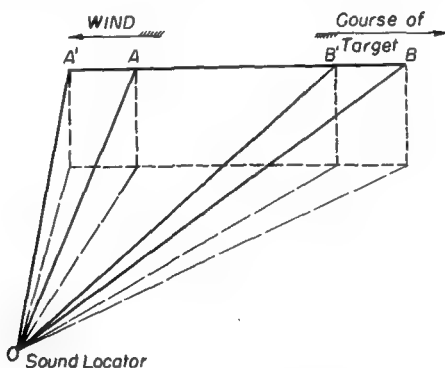 WIND
Course of
Target
A' A B' B
O Sound Locator